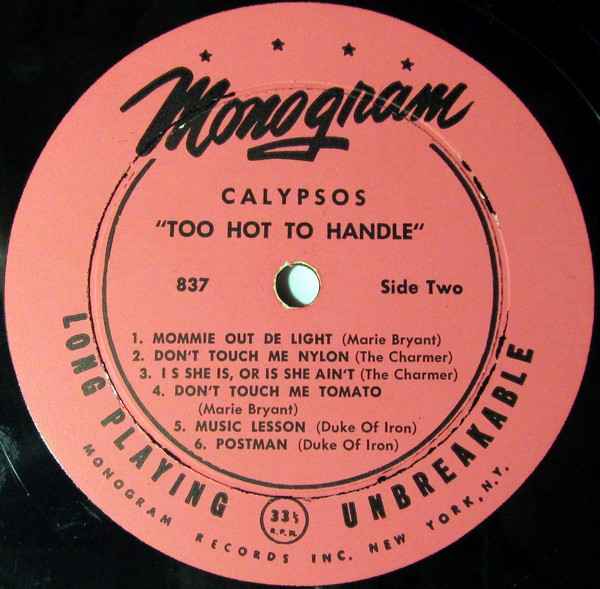 Monogram
CALYPSOS
"TOO HOT TO HANDLE"
837
Side Two
1. MOMMIE OUT DE LIGHT (Marie Bryant)
2. DON'T TOUCH ME NYLON (The Charmer)
3. I S SHE IS, OR IS SHE AIN'T (The Charmer)
4. DON'T TOUCH ME TOMATO
(Marie Bryant)
5. MUSIC LESSON (Duke Of Iron)
6. POSTMAN (Duke Of Iron)
LONG PLAYING
33⅓
R.P.M.
UNBREAKABLE
MONOGRAM RECORDS INC. NEW YORK, N.Y.